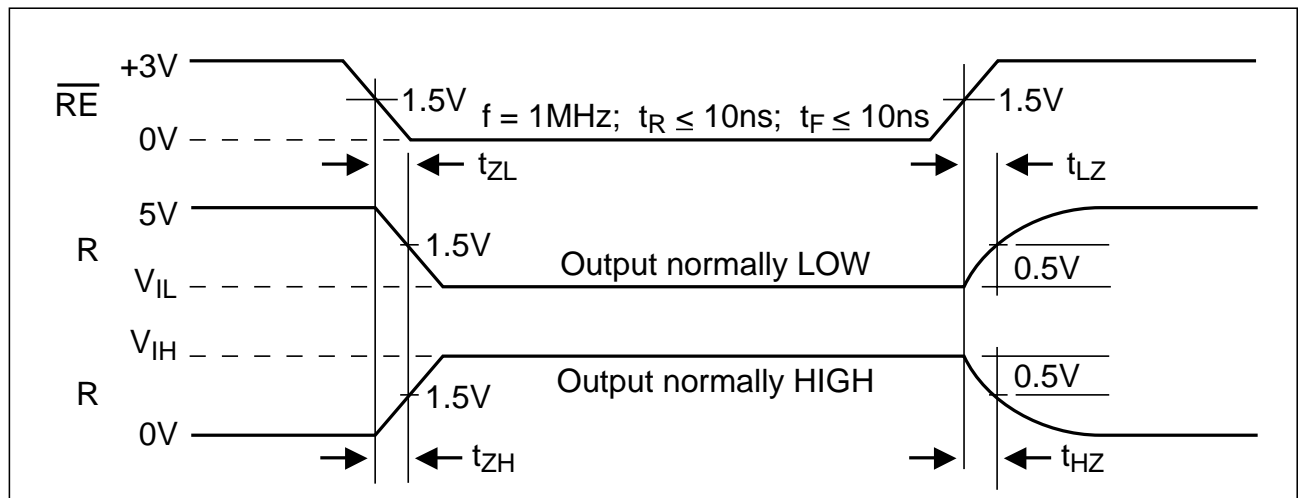 +3V
RE
1.5V
f = 1MHz; tR ≤ 10ns; tF ≤ 10ns
1.5V
0V
tZL
tLZ
5V
R
1.5V
Output normally LOW
0.5V
VIL
VIH
R
1.5V
Output normally HIGH
0.5V
0V
tZH
tHZ